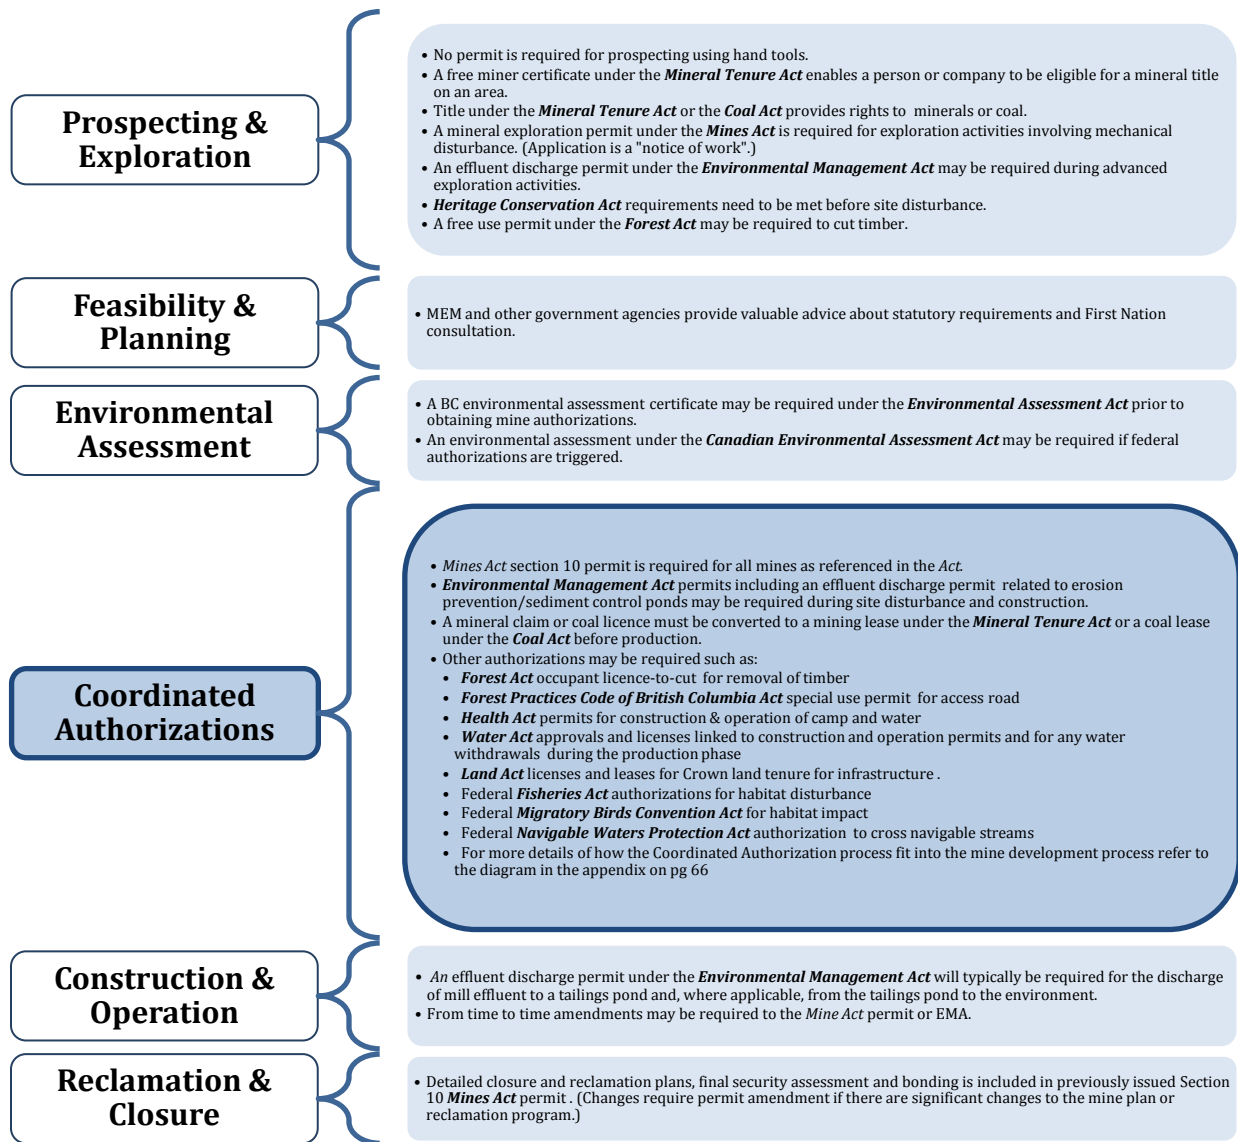 Prospecting &
Exploration
• No permit is required for prospecting using hand tools.
• A free miner certificate under the Mineral Tenure Act enables a person or company to be eligible for a mineral title
on an area.
• Title under the Mineral Tenure Act or the Coal Act provides rights to minerals or coal.
• A mineral exploration permit under the Mines Act is required for exploration activities involving mechanical
disturbance. (Application is a "notice of work".)
• An effluent discharge permit under the Environmental Management Act may be required during advanced
exploration activities.
• Heritage Conservation Act requirements need to be met before site disturbance.
• A free use permit under the Forest Act may be required to cut timber.
Feasibility &
Planning
• MEM and other government agencies provide valuable advice about statutory requirements and First Nation
consultation.
Environmental
Assessment
• A BC environmental assessment certificate may be required under the Environmental Assessment Act prior to
obtaining mine authorizations.
• An environmental assessment under the Canadian Environmental Assessment Act may be required if federal
authorizations are triggered.
Coordinated
Authorizations
• Mines Act section 10 permit is required for all mines as referenced in the Act.
• Environmental Management Act permits including an effluent discharge permit related to erosion
prevention/sediment control ponds may be required during site disturbance and construction.
• A mineral claim or coal licence must be converted to a mining lease under the Mineral Tenure Act or a coal lease
under the Coal Act before production.
• Other authorizations may be required such as:
• Forest Act occupant licence-to-cut for removal of timber
• Forest Practices Code of British Columbia Act special use permit for access road
• Health Act permits for construction & operation of camp and water
• Water Act approvals and licenses linked to construction and operation permits and for any water
withdrawals during the production phase
• Land Act licenses and leases for Crown land tenure for infrastructure .
• Federal Fisheries Act authorizations for habitat disturbance
• Federal Migratory Birds Convention Act for habitat impact
• Federal Navigable Waters Protection Act authorization to cross navigable streams
• For more details of how the Coordinated Authorization process fit into the mine development process refer to
the diagram in the appendix on pg 66
Construction &
Operation
• An effluent discharge permit under the Environmental Management Act will typically be required for the discharge
of mill effluent to a tailings pond and, where applicable, from the tailings pond to the environment.
• From time to time amendments may be required to the Mine Act permit or EMA.
Reclamation &
Closure
• Detailed closure and reclamation plans, final security assessment and bonding is included in previously issued Section
10 Mines Act permit . (Changes require permit amendment if there are significant changes to the mine plan or
reclamation program.)